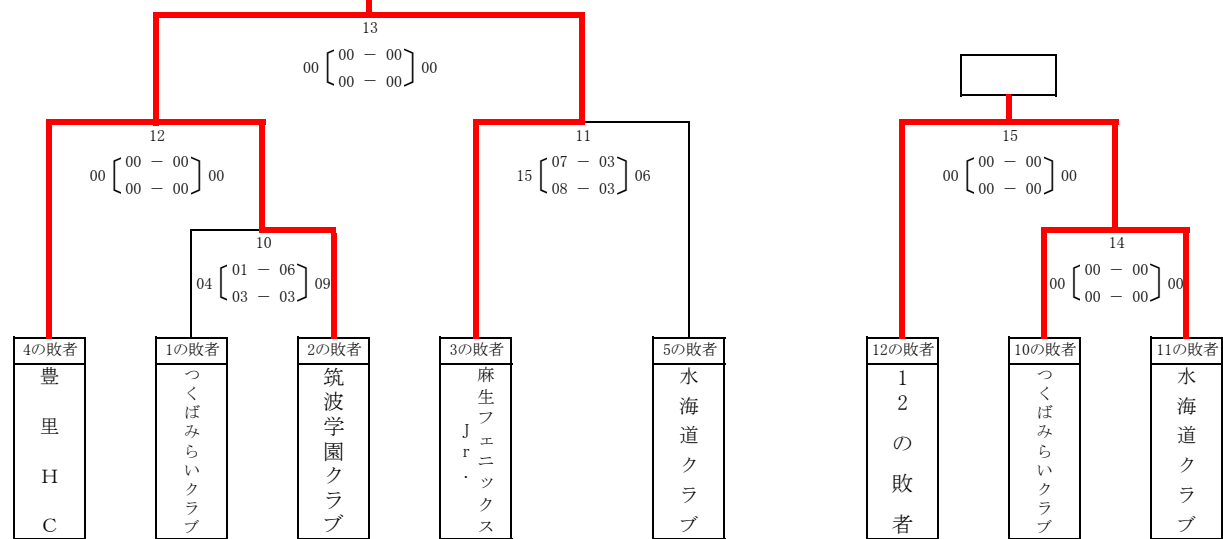 13
00 00 － 00 00
00 － 00
12
00 00 － 00 00
00 － 00
11
15 07 － 03 06
08 － 03
15
00 00 － 00 00
00 － 00
10
04 01 － 06 09
03 － 03
14
00 00 － 00 00
00 － 00
4の敗者
豊里ＨＣ
1の敗者
つくばみらいクラブ
2の敗者
筑波学園クラブ
3の敗者
麻生フェニックス
Jr.
5の敗者
水海道クラブ
12の敗者
12の敗者
10の敗者
つくばみらいクラブ
11の敗者
水海道クラブ